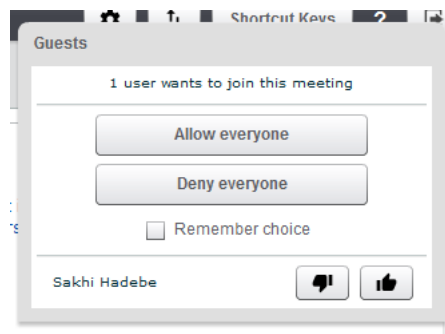 Shortcut Keys ?
Guests
1 user wants to join this meeting
Allow everyone
Deny everyone
Remember choice
Sakhi Hadebe